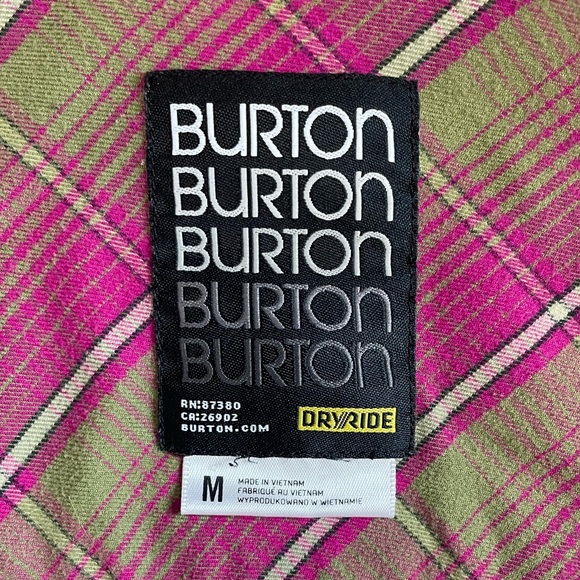 BURTON
BURTON
BURTON
BURTON
BURTON
RN:87380
CA:26902
BURTON.COM
DRYRIDE
M
MADE IN VIETNAM
FABRIQUÉ AU VIETNAM
WYPRODUKOWANO W WIETNAMIE